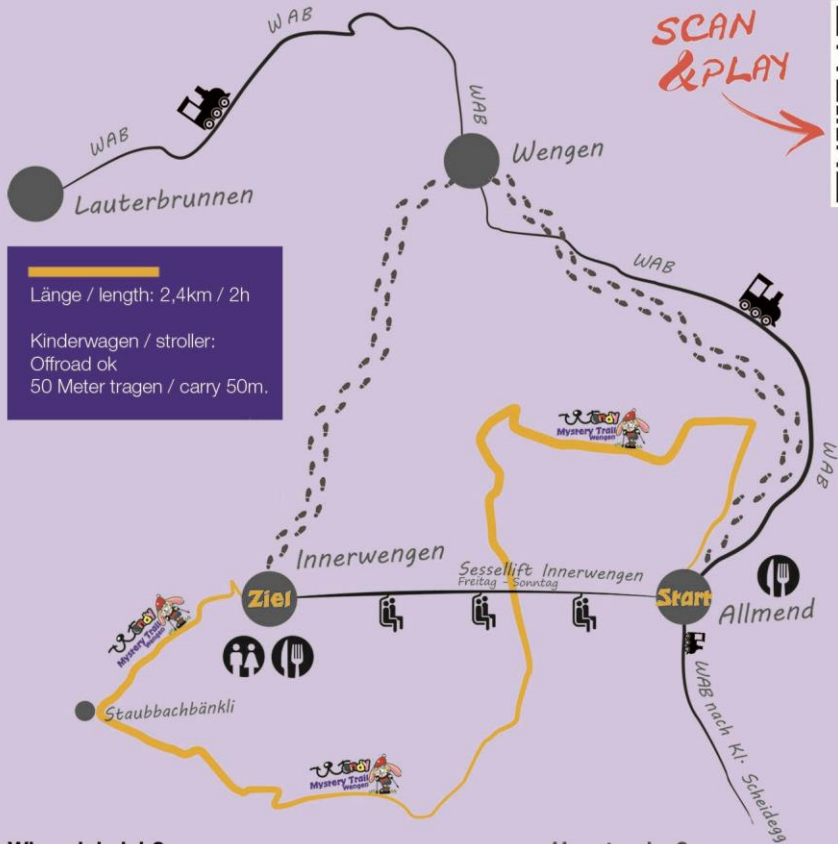 WAB
SCAN
&PLAY
WAB
WAB
Wengen
Lauterbrunnen
WAB
Länge / length: 2,4km / 2h
Kinderwagen / stroller:
Offroad ok
50 Meter tragen / carry 50m.
Mystery Trail
Wengen
WAB
Innerwengen
Sessellift Innerwengen
Freitag - Sonntag
Ziel
Start
Allmend
Mystery Trail
Wengen
Staubbachbänkli
WAB nach Kl. Scheidegg
Mystery Trail
Wengen